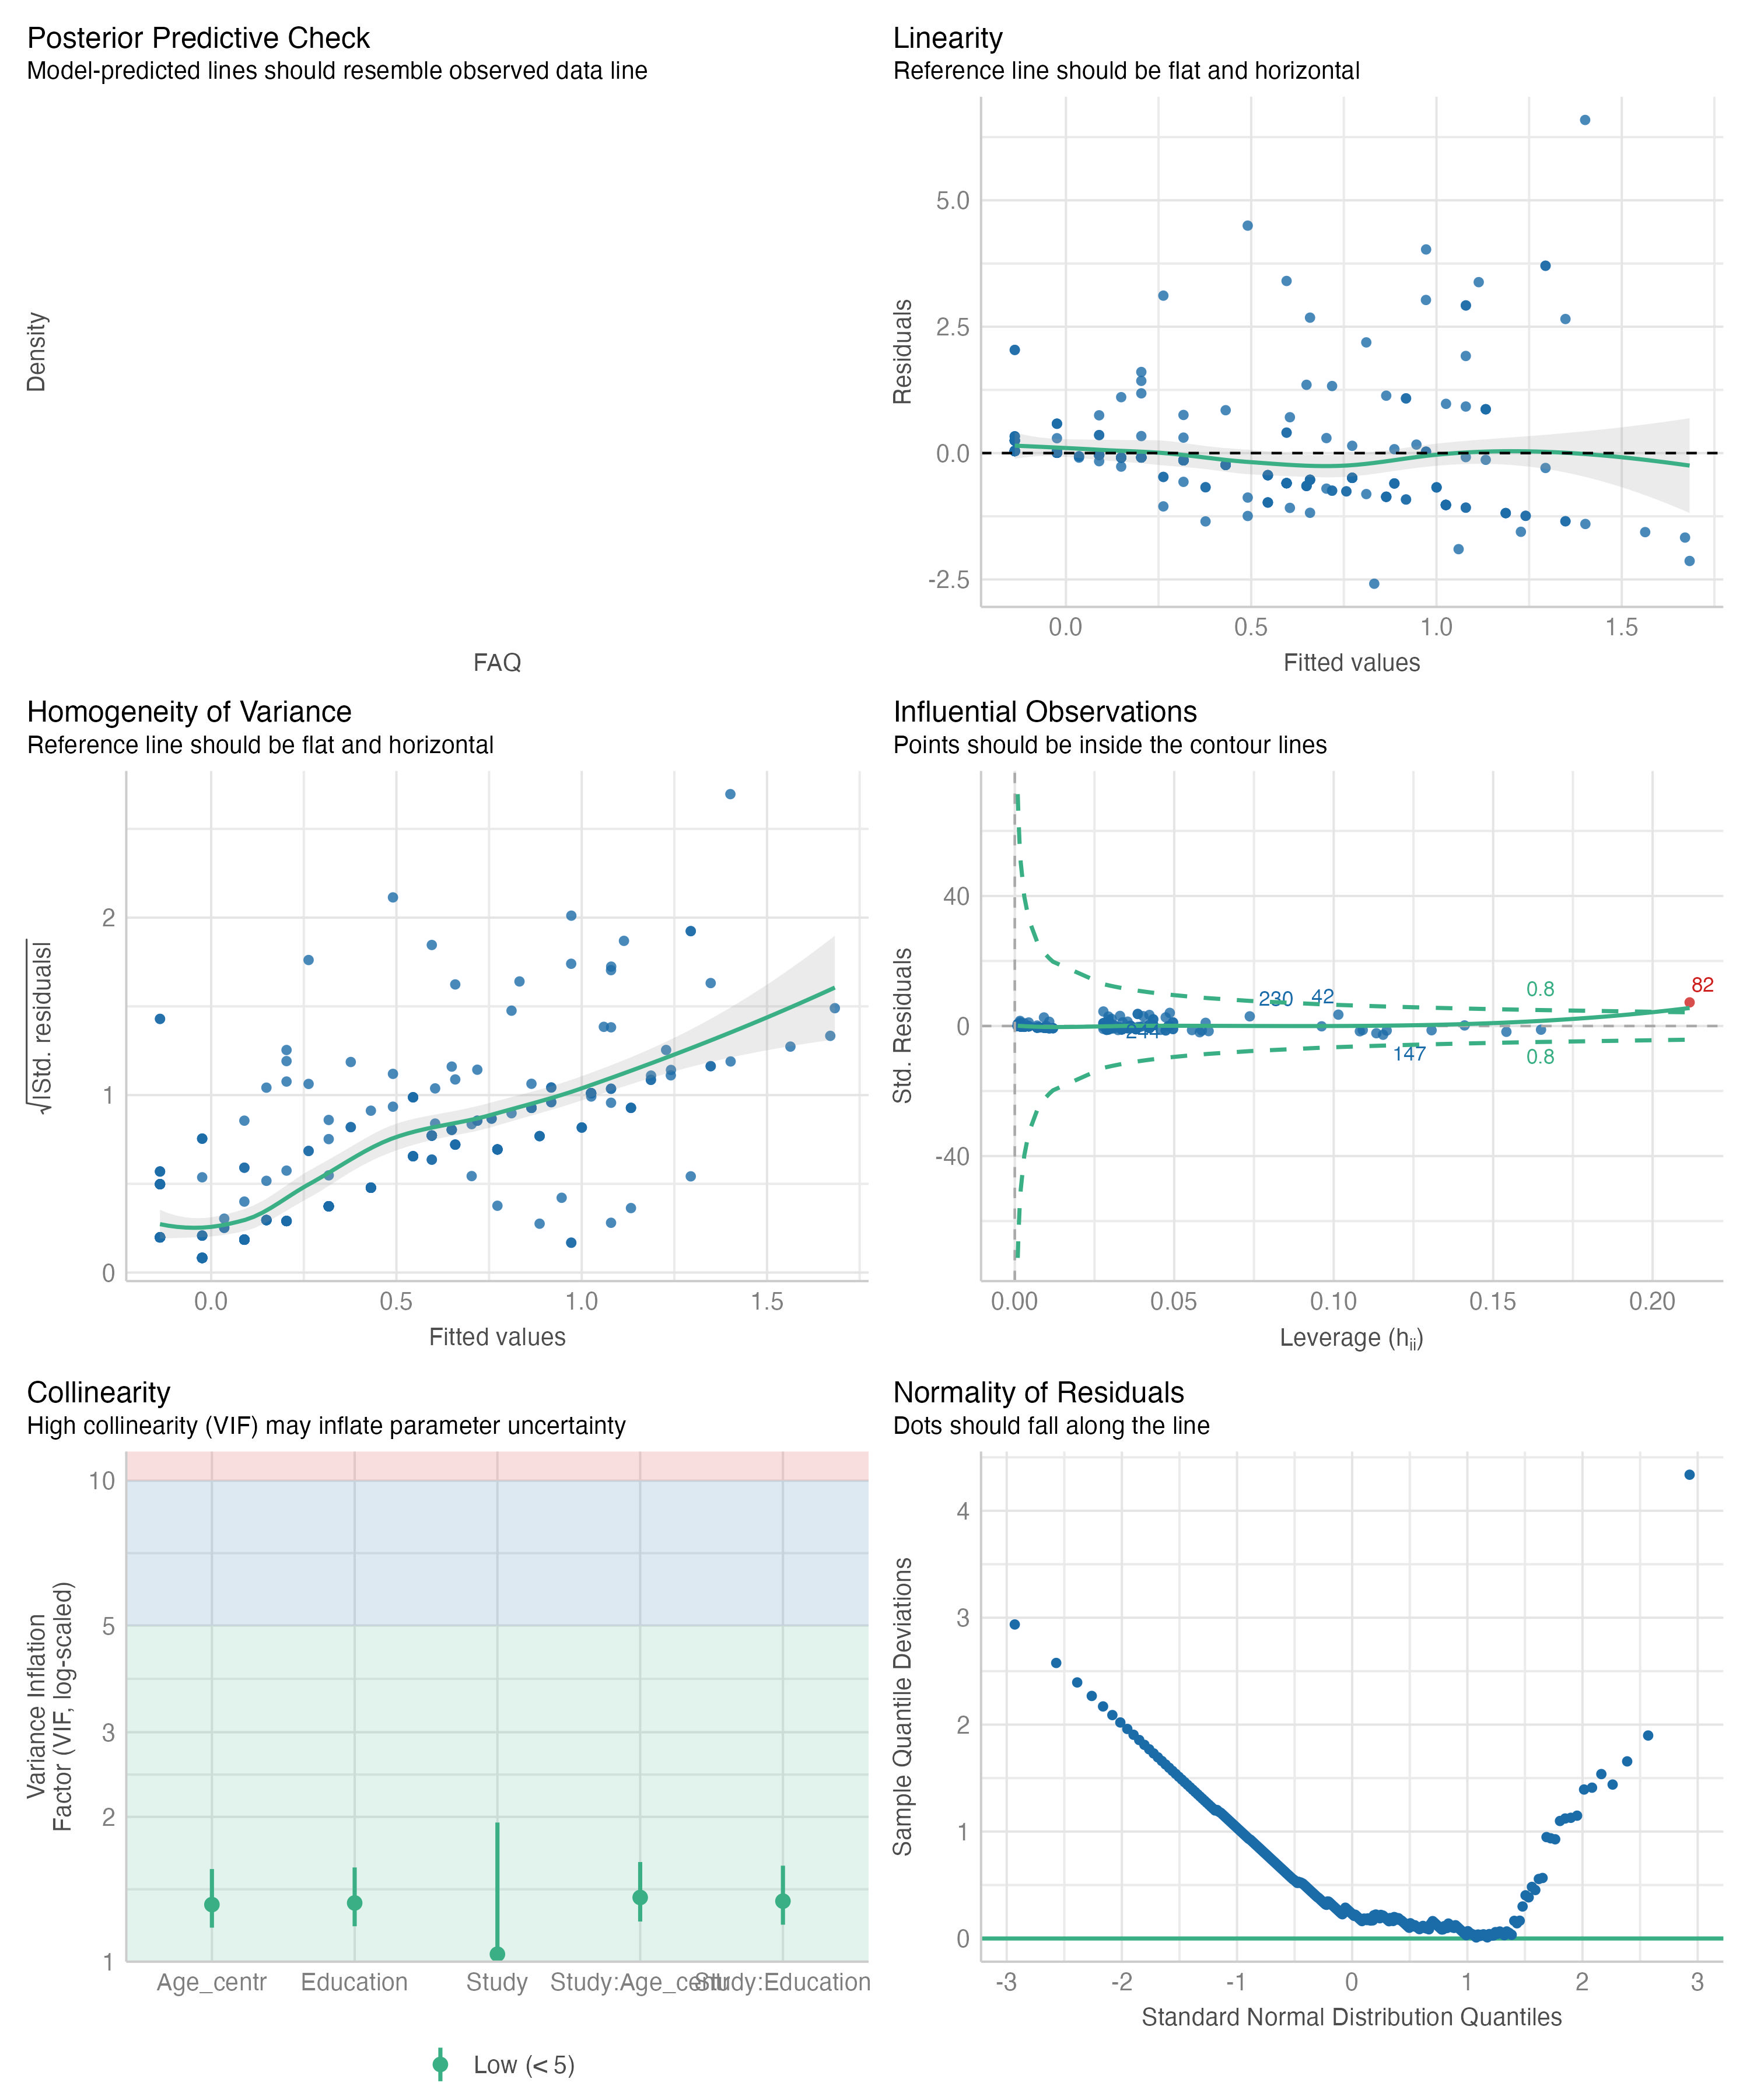 Posterior Predictive Check
Model-predicted lines should resemble observed data line
Density
FAQ
Linearity
Reference line should be flat and horizontal
Residuals
5.0
2.5
0.0
-2.5
0.0 0.5 1.0 1.5
Fitted values
Homogeneity of Variance
Reference line should be flat and horizontal
√|Std. residuals|
2
1
0
0.0 0.5 1.0 1.5
Fitted values
Influential Observations
Points should be inside the contour lines
Std. Residuals
40
0
-40
230 42
0.8
82
244
147
0.8
0.00 0.05 0.10 0.15 0.20
Leverage (hii)
Collinearity
High collinearity (VIF) may inflate parameter uncertainty
Variance Inflation
Factor (VIF, log-scaled)
10
5
3
2
1
Age_centr Education Study Study:Age_centr Study:Education
Low (< 5)
Normality of Residuals
Dots should fall along the line
Sample Quantile Deviations
4
3
2
1
0
-3 -2 -1 0 1 2 3
Standard Normal Distribution Quantiles